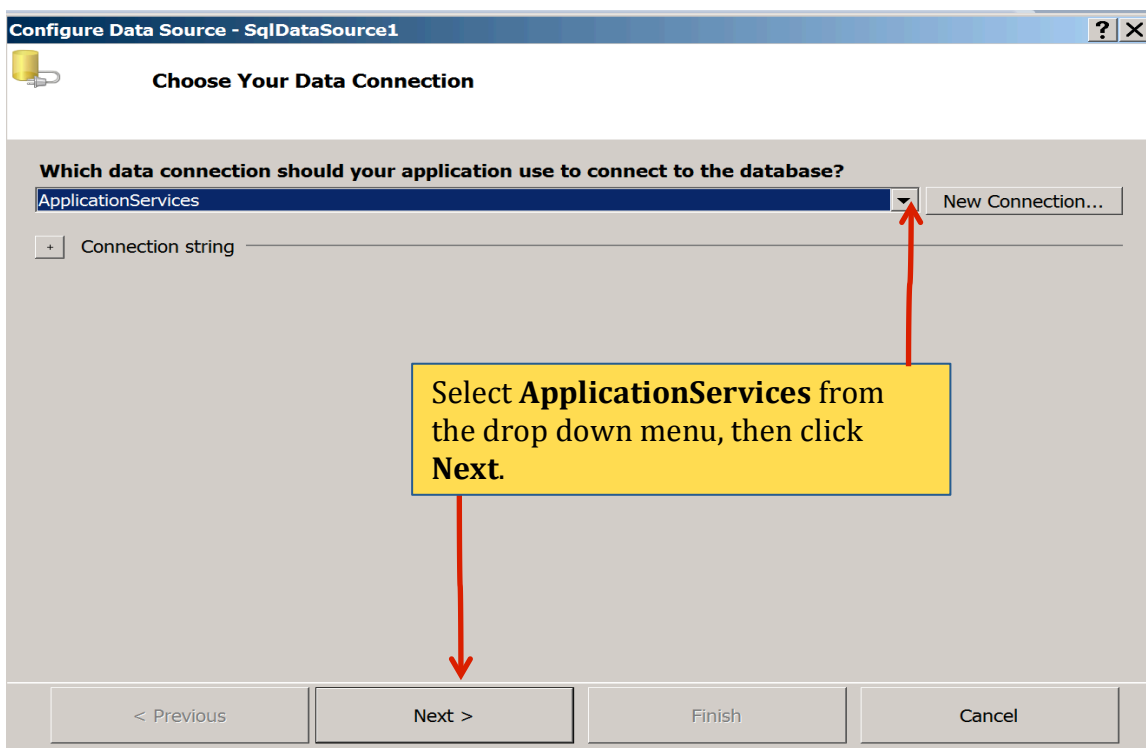 Configure Data Source - SqlDataSource1
? X
Choose Your Data Connection
Which data connection should your application use to connect to the database?
ApplicationServices
New Connection...
+ Connection string
Select ApplicationServices from
the drop down menu, then click
Next.
< Previous
Next >
Finish
Cancel